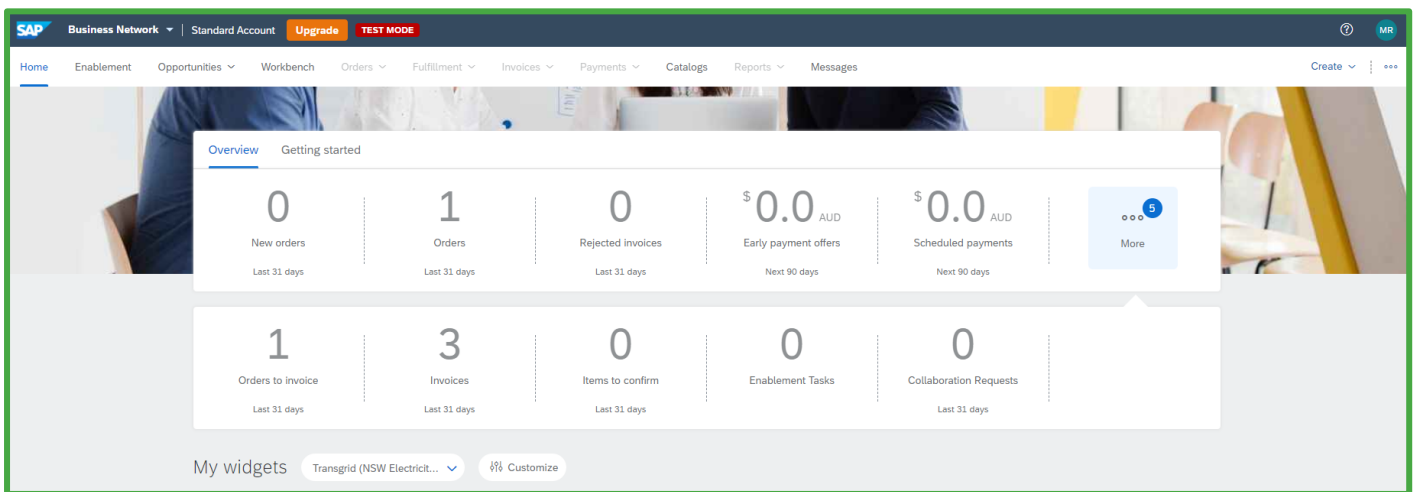 SAP Business Network | Standard Account Upgrade TEST MODE MR
Home Enablement Opportunities Workbench Orders Fulfillment Invoices Payments Catalogs Reports Messages Create
Overview Getting started
0 1 0 $ 0.0 AUD $ 0.0 AUD 5
New orders Orders Rejected invoices Early payment offers Scheduled payments More
Last 31 days Last 31 days Last 31 days Next 90 days Next 90 days
1 3 0 0 0
Orders to invoice Invoices Items to confirm Enablement Tasks Collaboration Requests
Last 31 days Last 31 days Last 31 days Last 31 days
My widgets Transgrid (NSW Electricit... Customize